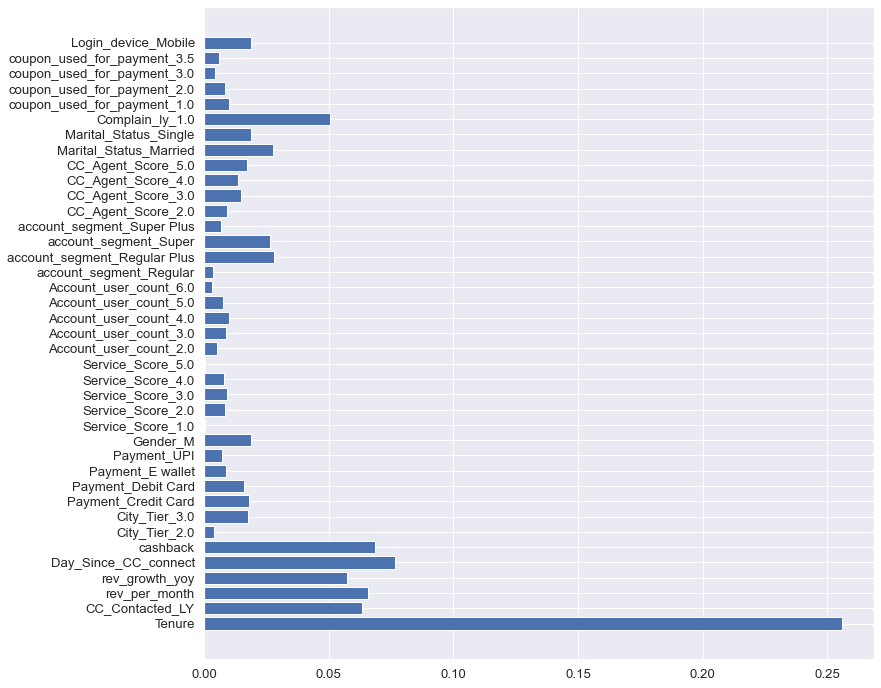 Login_device_Mobile
coupon_used_for_payment_3.5
coupon_used_for_payment_3.0
coupon_used_for_payment_2.0
coupon_used_for_payment_1.0
Complain_ly_1.0
Marital_Status_Single
Marital_Status_Married
CC_Agent_Score_5.0
CC_Agent_Score_4.0
CC_Agent_Score_3.0
CC_Agent_Score_2.0
account_segment_Super Plus
account_segment_Super
account_segment_Regular Plus
account_segment_Regular
Account_user_count_6.0
Account_user_count_5.0
Account_user_count_4.0
Account_user_count_3.0
Account_user_count_2.0
Service_Score_5.0
Service_Score_4.0
Service_Score_3.0
Service_Score_2.0
Service_Score_1.0
Gender_M
Payment_UPI
Payment_E wallet
Payment_Debit Card
Payment_Credit Card
City_Tier_3.0
City_Tier_2.0
cashback
Day_Since_CC_connect
rev_growth_yoy
rev_per_month
CC_Contacted_LY
Tenure
0.00 0.05 0.10 0.15 0.20 0.25